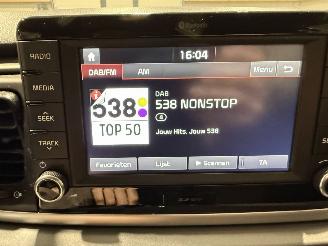 Bluetooth
RADIO
MEDIA
SEEK
TRACK
16:04
DAB/FM AM Menu
538
TOP 50
DAB
538 NONSTOP
Jouw Hits, Jouw 538
Favorieten Lijst Scannen TA